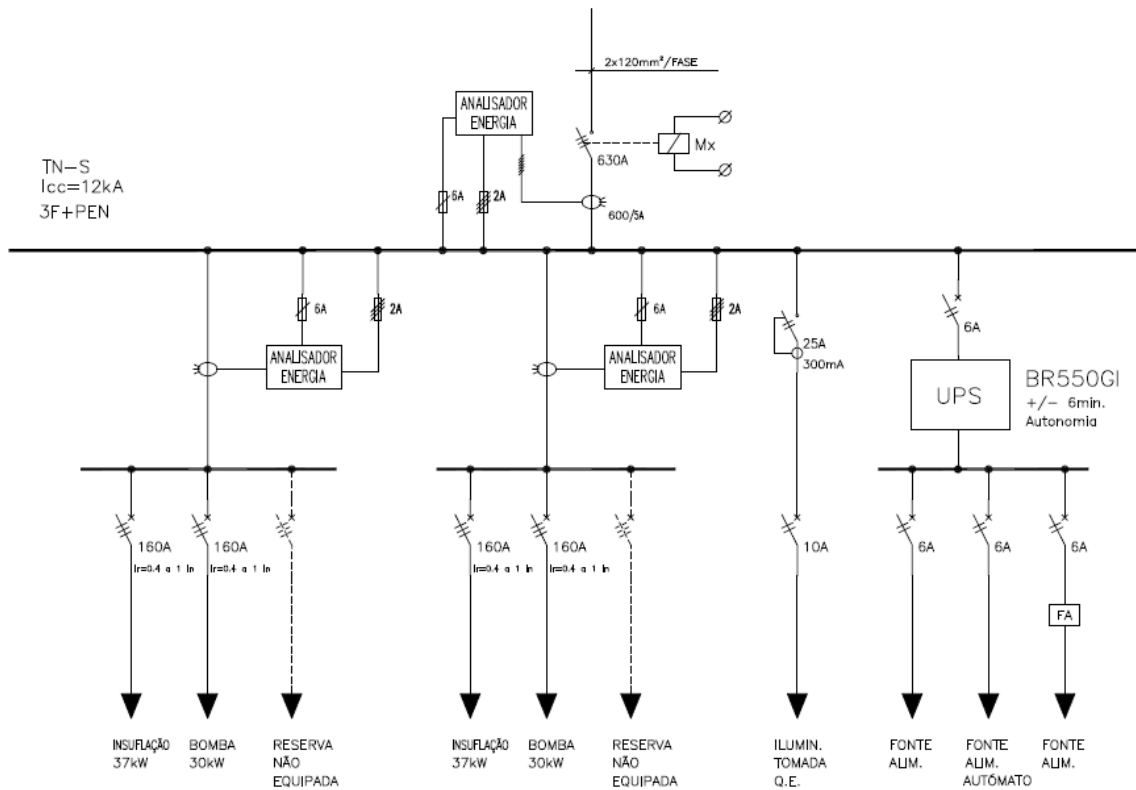 2x120mm²/FASE
ANALISADOR
ENERGIA
Mx
630A
TN-S
Icc=12kA
3F+PEN
6A
2A
600/5A
6A
2A
6A
2A
ANALISADOR
ENERGIA
ANALISADOR
ENERGIA
25A
300mA
6A
UPS
BR550GI
+/- 6min.
Autonomia
160A
Ir=0.4 a 1 In
160A
Ir=0.4 a 1 In
160A
Ir=0.4 a 1 In
160A
Ir=0.4 a 1 In
10A
6A
6A
6A
FA
INSUFLAÇÃO
37kW
BOMBA
30kW
RESERVA
NÃO
EQUIPADA
INSUFLAÇÃO
37kW
BOMBA
30kW
RESERVA
NÃO
EQUIPADA
ILUMIN.
TOMADA
Q.E.
FONTE
ALIM.
FONTE
ALIM.
AUTÓMATO
FONTE
ALIM.